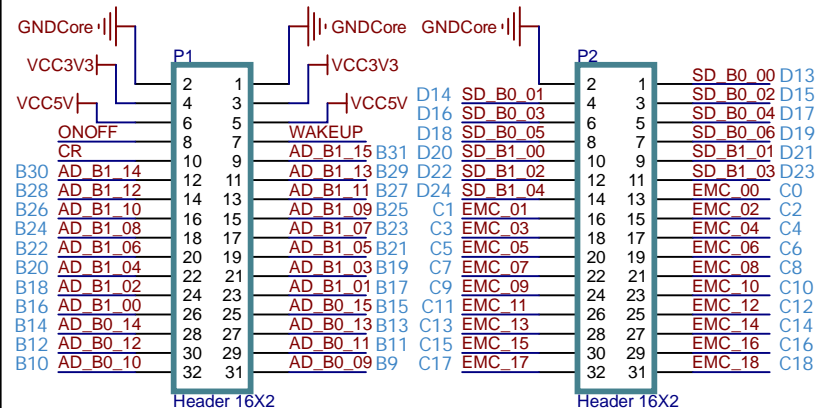 GNDCore GNDCore GNDCore
P1 P2
VCC3V3 VCC3V3
VCC5V VCC5V
2 1 2 1 SD_B0_00 D13
4 3 D14 SD_B0_01 4 3 SD_B0_02 D15
6 5 D16 SD_B0_03 6 5 SD_B0_04 D17
ONOFF 8 7 WAKEUP D18 SD_B0_05 8 7 SD_B0_06 D19
CR 10 9 AD_B1_15 B31 D20 SD_B1_00 10 9 SD_B1_01 D21
B30 AD_B1_14 12 11 AD_B1_13 B29 D22 SD_B1_02 12 11 SD_B1_03 D23
B28 AD_B1_12 14 13 AD_B1_11 B27 D24 SD_B1_04 14 13 EMC_00 C0
B26 AD_B1_10 16 15 AD_B1_09 B25 C1 EMC_01 16 15 EMC_02 C2
B24 AD_B1_08 18 17 AD_B1_07 B23 C3 EMC_03 18 17 EMC_04 C4
B22 AD_B1_06 20 19 AD_B1_05 B21 C5 EMC_05 20 19 EMC_06 C6
B20 AD_B1_04 22 21 AD_B1_03 B19 C7 EMC_07 22 21 EMC_08 C8
B18 AD_B1_02 24 23 AD_B1_01 B17 C9 EMC_09 24 23 EMC_10 C10
B16 AD_B1_00 26 25 AD_B0_15 B15 C11 EMC_11 26 25 EMC_12 C12
B14 AD_B0_14 28 27 AD_B0_13 B13 C13 EMC_13 28 27 EMC_14 C14
B12 AD_B0_12 30 29 AD_B0_11 B11 C15 EMC_15 30 29 EMC_16 C16
B10 AD_B0_10 32 31 AD_B0_09 B9 C17 EMC_17 32 31 EMC_18 C18
Header 16X2 Header 16X2